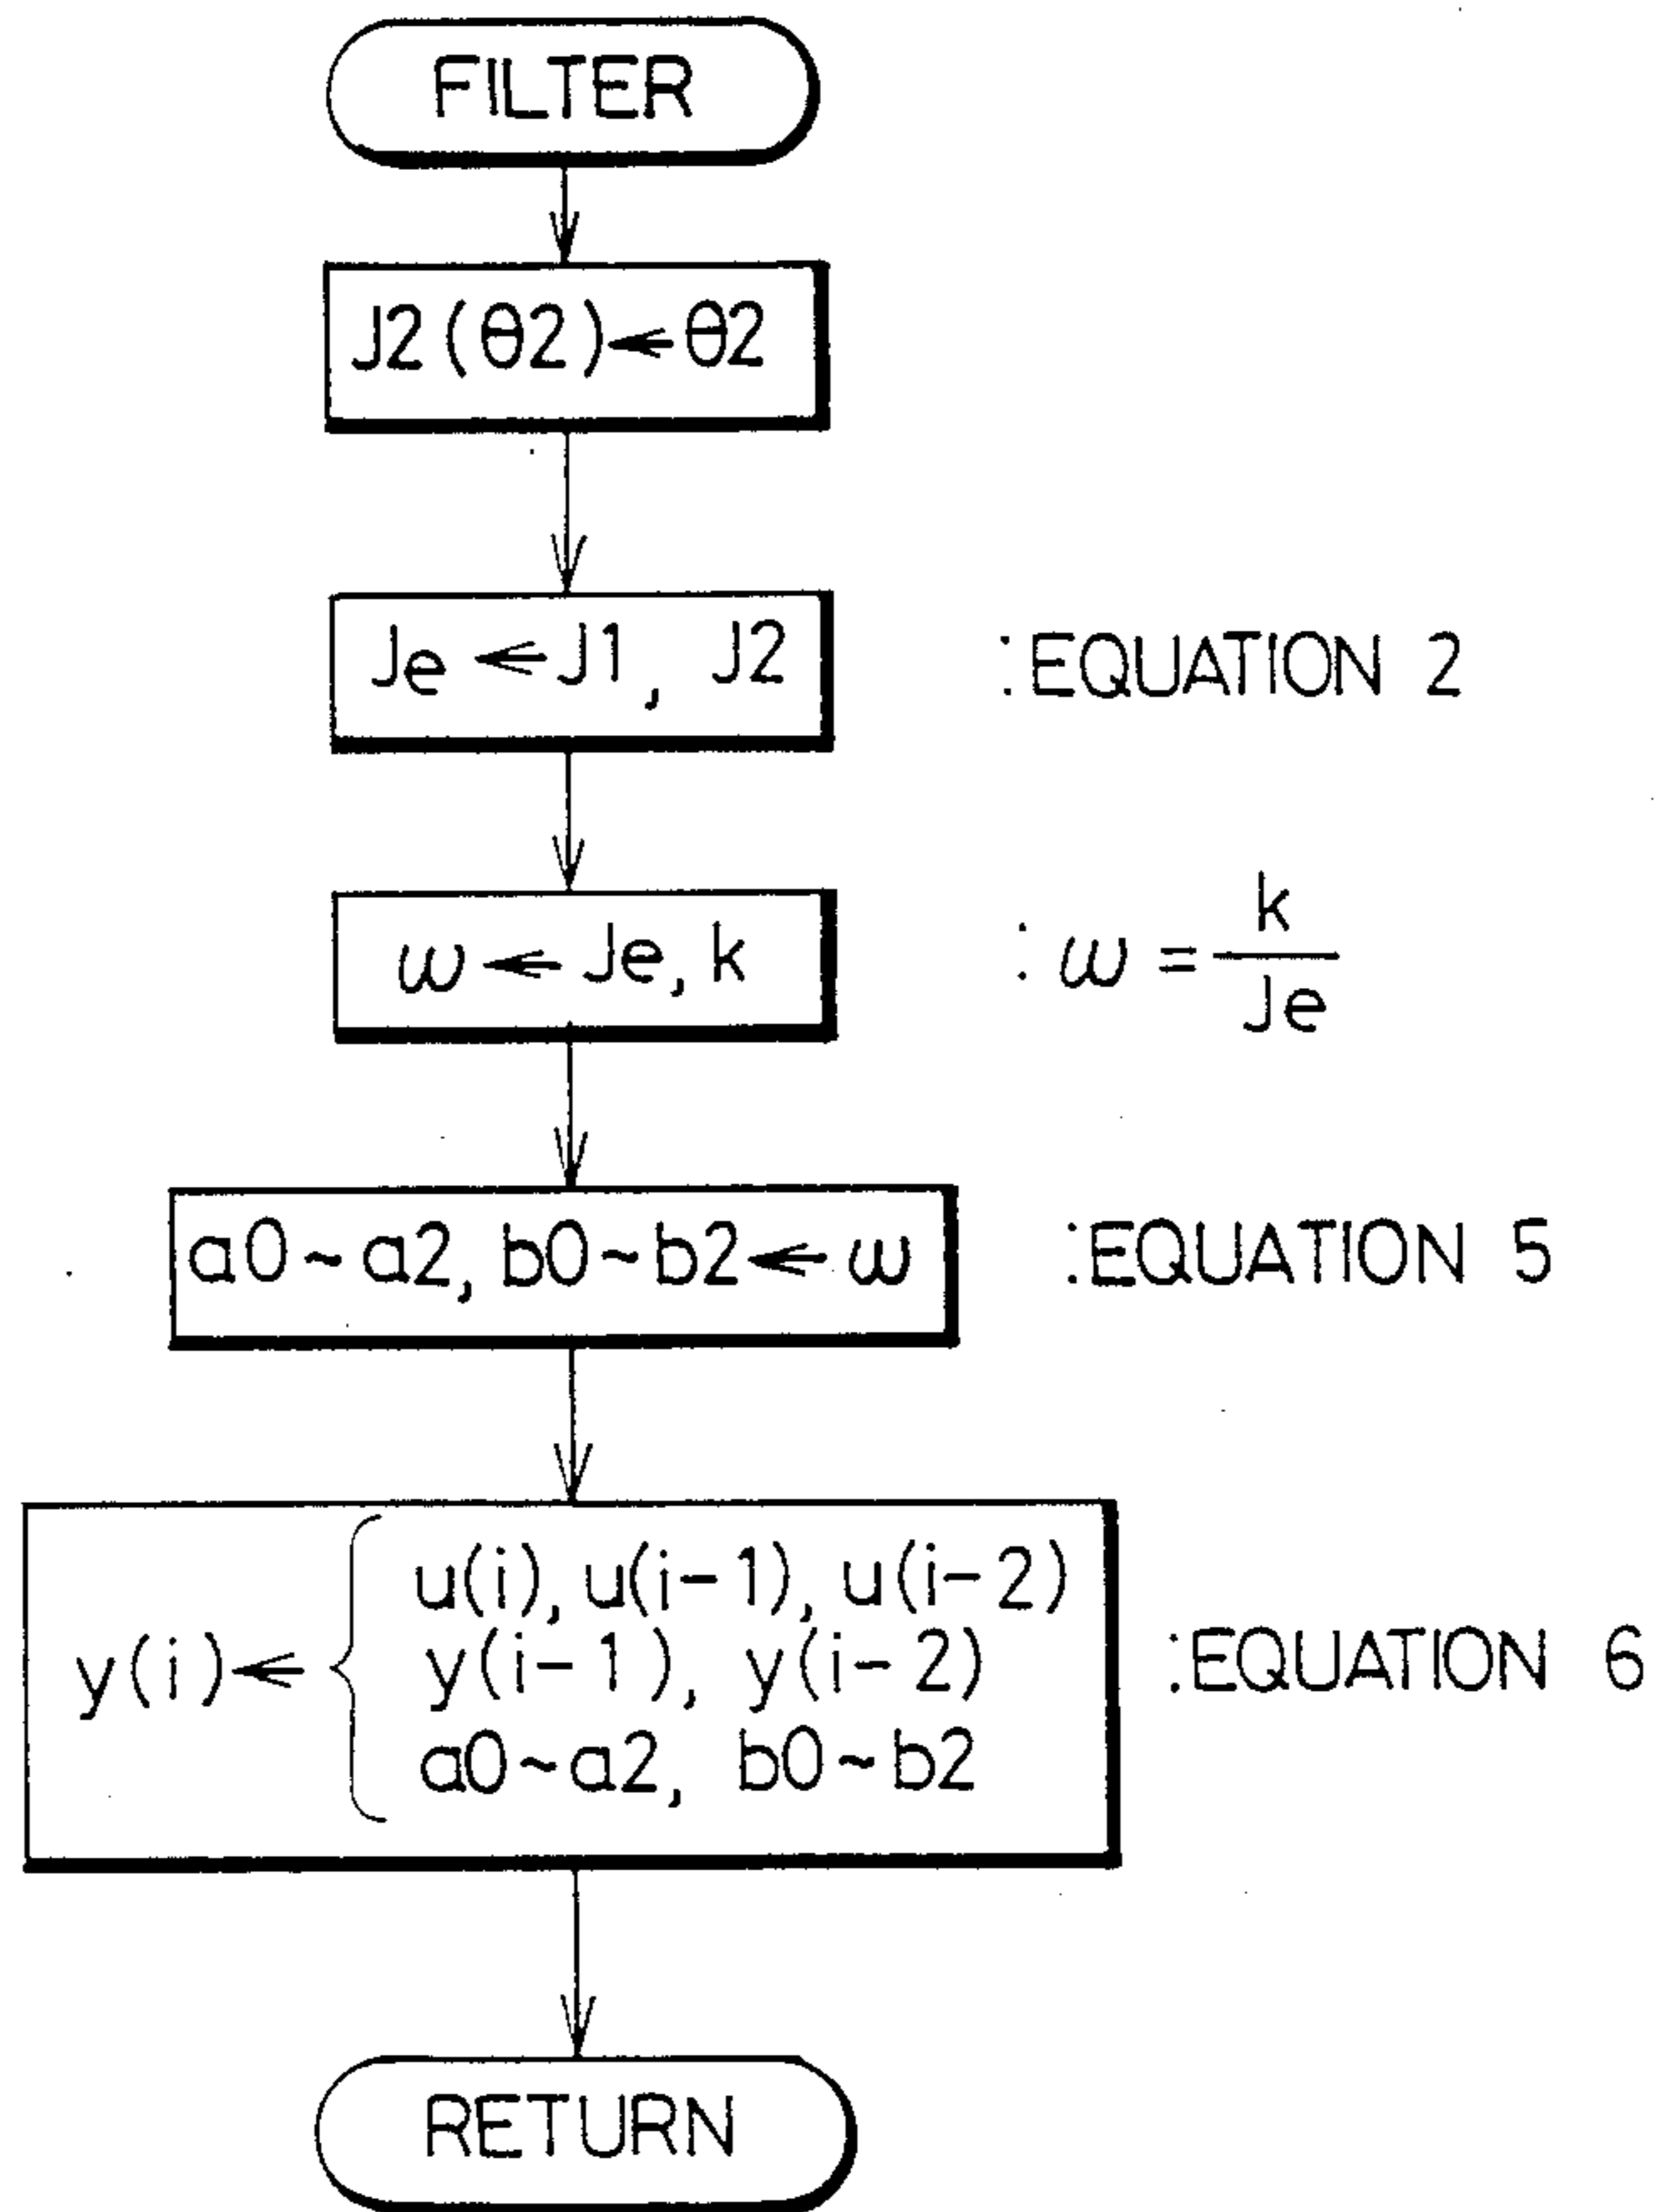 FILTER
J2(θ2)←θ2
Je←J1, J2 :EQUATION 2
ω←Je, k :ω=k/Je
a0~a2, b0~b2←ω :EQUATION 5
u(i), u(i-1), u(i-2)
y(i)← { y(i-1), y(i-2) :EQUATION 6
a0~a2, b0~b2
RETURN